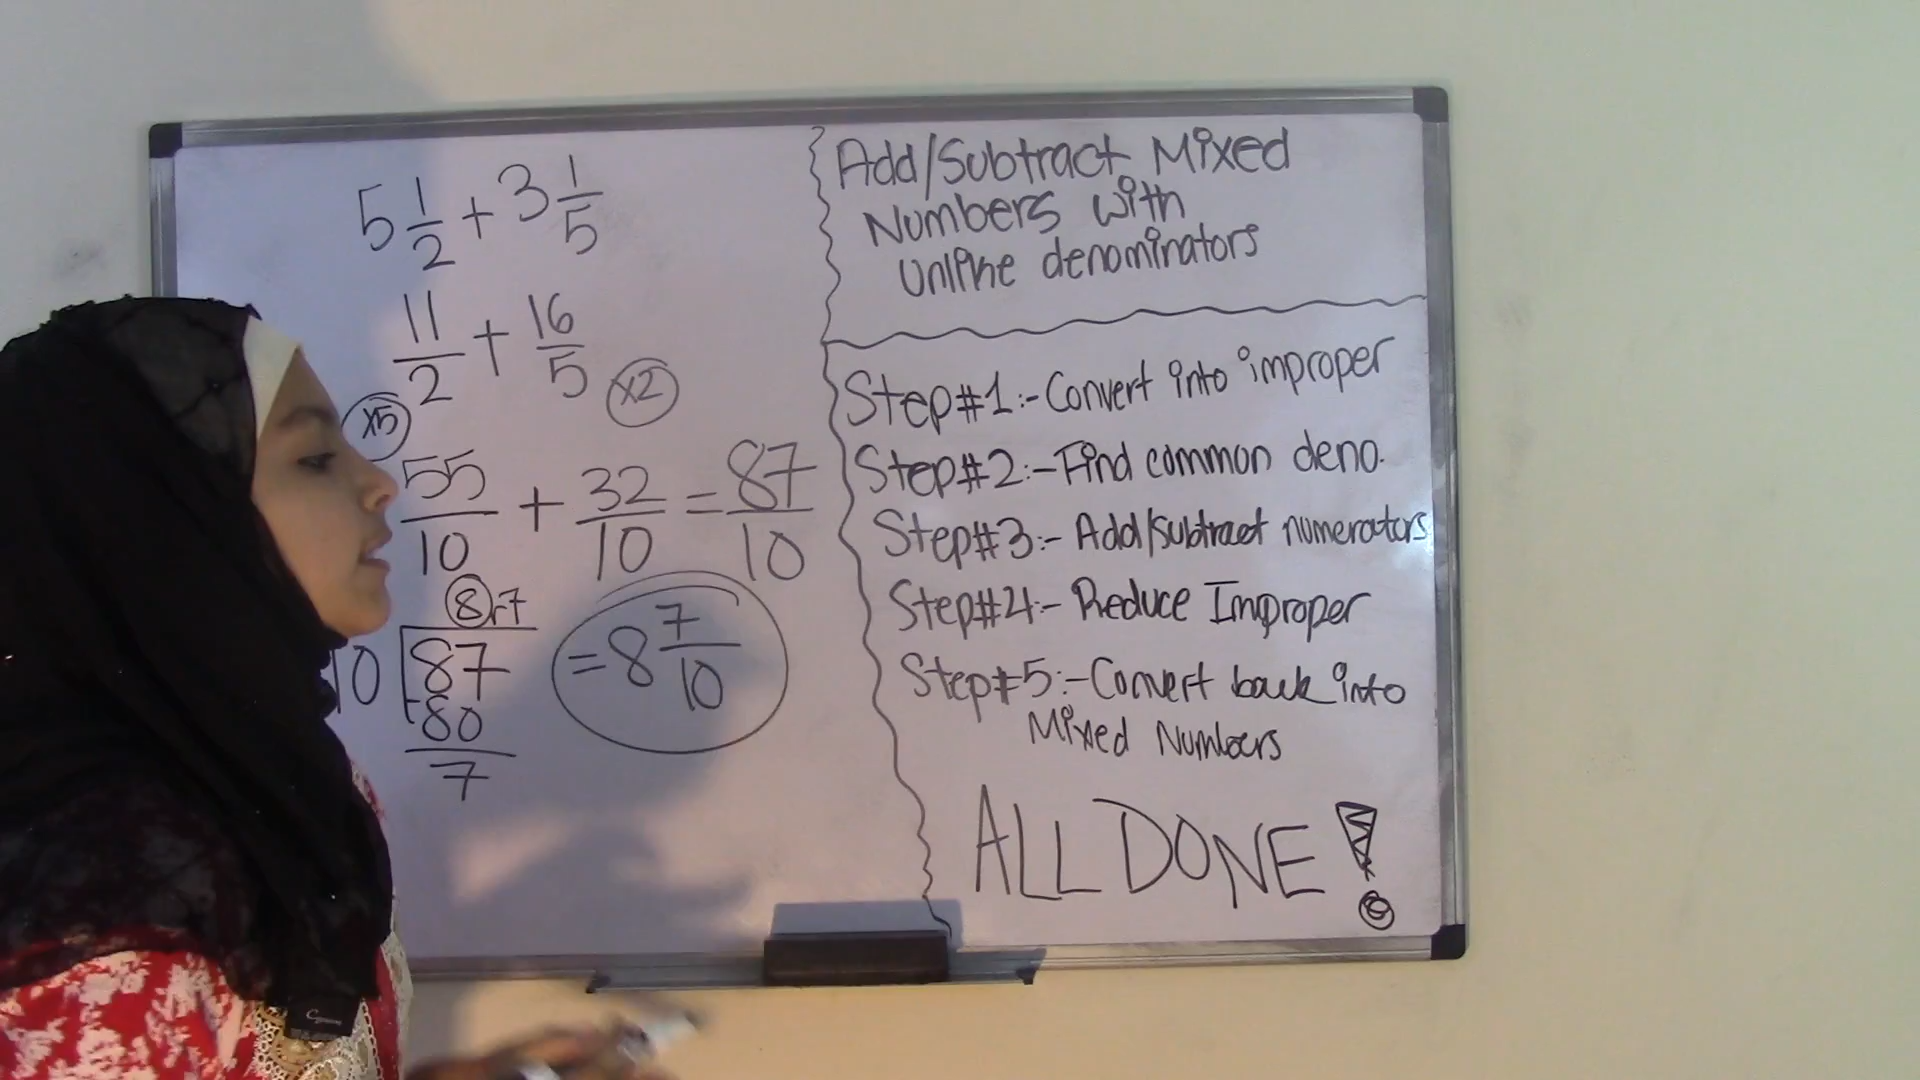 5 1/2 + 3 1/5
11/2 + 16/5
x5 x2
55/10 + 32/10 = 87/10
8 r7
10 87
-80
7
= 8 7/10
Add/Subtract Mixed
Numbers with
Unlike denominators
Step#1:- Convert into improper
Step#2:- Find common deno.
Step#3:- Add/subtract numerators
Step#4:- Reduce Improper
Step#5:- Convert back into
Mixed Numbers
ALL DONE!